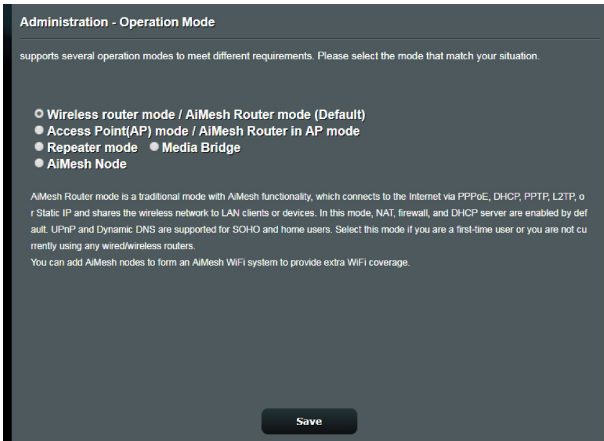 Administration - Operation Mode
supports several operation modes to meet different requirements. Please select the mode that match your situation.
Wireless router mode / AiMesh Router mode (Default)
Access Point(AP) mode / AiMesh Router in AP mode
Repeater mode Media Bridge
AiMesh Node
AiMesh Router mode is a traditional mode with AiMesh functionality, which connects to the Internet via PPPoE, DHCP, PPTP, L2TP, o
r Static IP and shares the wireless network to LAN clients or devices. In this mode, NAT, firewall, and DHCP server are enabled by def
ault. UPnP and Dynamic DNS are supported for SOHO and home users. Select this mode if you are a first-time user or you are not cu
rrently using any wired/wireless routers.
You can add AiMesh nodes to form an AiMesh WiFi system to provide extra WiFi coverage.
Save